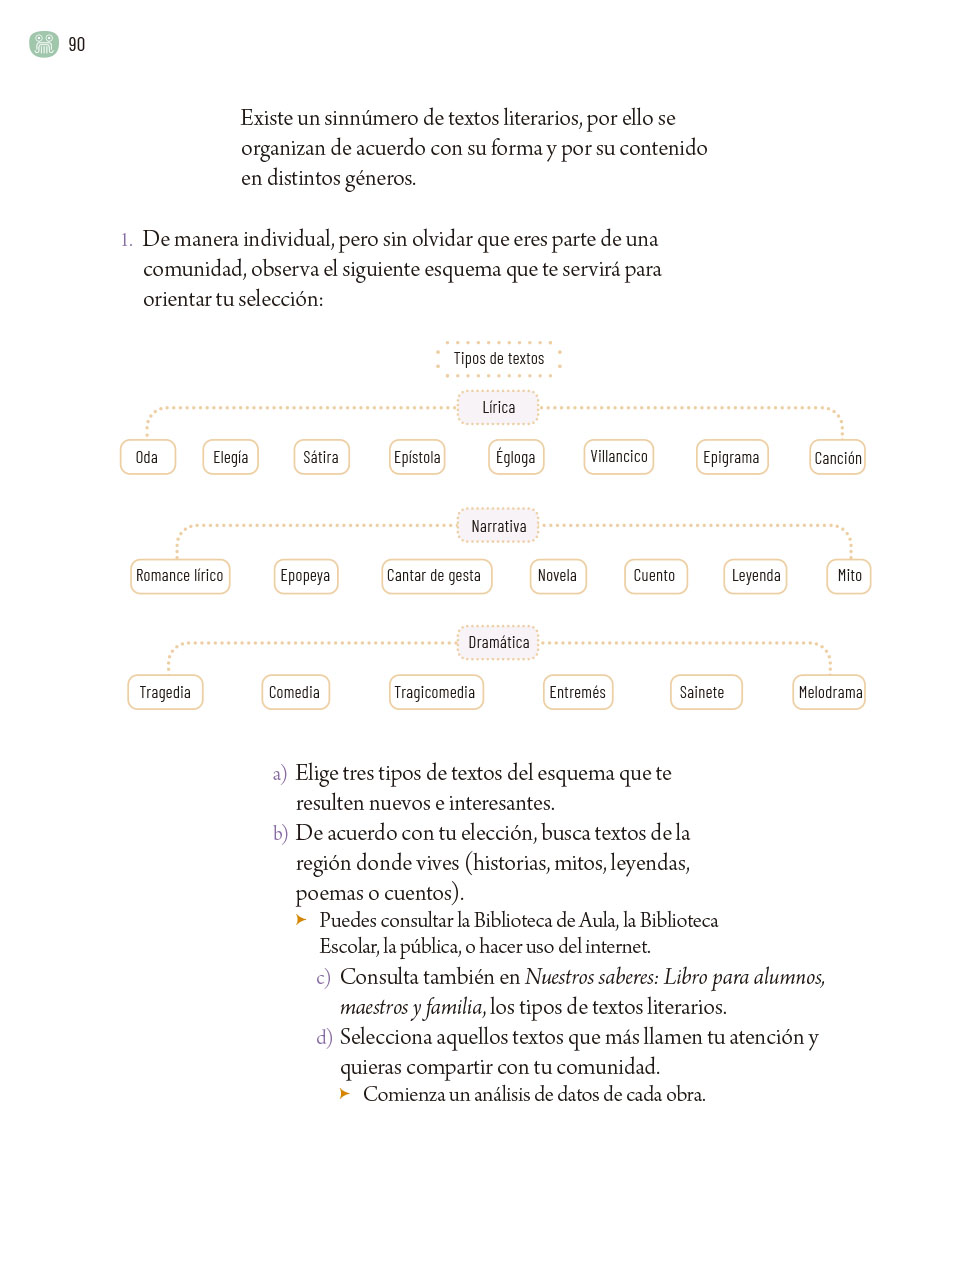 90
Existe un sinnúmero de textos literarios, por ello se
organizan de acuerdo con su forma y por su contenido
en distintos géneros.
1. De manera individual, pero sin olvidar que eres parte de una
comunidad, observa el siguiente esquema que te servirá para
orientar tu selección:
Tipos de textos
Lírica
Oda Elegía Sátira Epístola Égloga Villancico Epigrama Canción
Narrativa
Romance lírico Epopeya Cantar de gesta Novela Cuento Leyenda Mito
Dramática
Tragedia Comedia Tragicomedia Entremés Sainete Melodrama
a) Elige tres tipos de textos del esquema que te
resulten nuevos e interesantes.
b) De acuerdo con tu elección, busca textos de la
región donde vives (historias, mitos, leyendas,
poemas o cuentos).
➤ Puedes consultar la Biblioteca de Aula, la Biblioteca
Escolar, la pública, o hacer uso del internet.
c) Consulta también en Nuestros saberes: Libro para alumnos,
maestros y familia, los tipos de textos literarios.
d) Selecciona aquellos textos que más llamen tu atención y
quieras compartir con tu comunidad.
➤ Comienza un análisis de datos de cada obra.